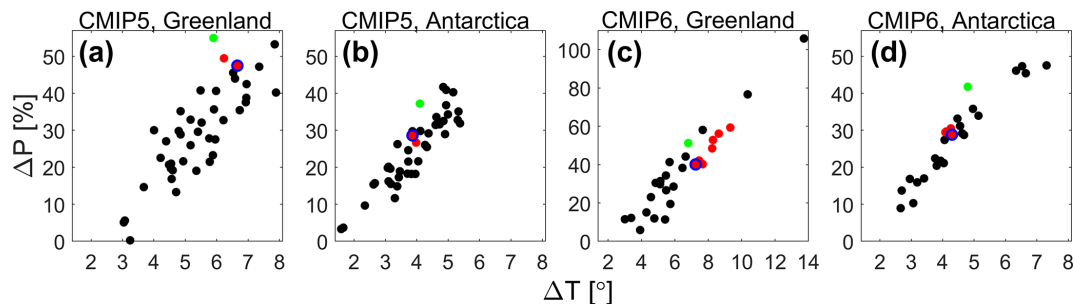 CMIP5, Greenland
CMIP5, Antarctica
CMIP6, Greenland
CMIP6, Antarctica
(a)
(b)
(c)
(d)
ΔP [%]
50
40
30
20
10
0
50
40
30
20
10
0
100
80
60
40
20
0
50
40
30
20
10
0
2 3 4 5 6 7 8
2 3 4 5 6 7 8
2 4 6 8 10 12 14
2 3 4 5 6 7 8
ΔT [°]